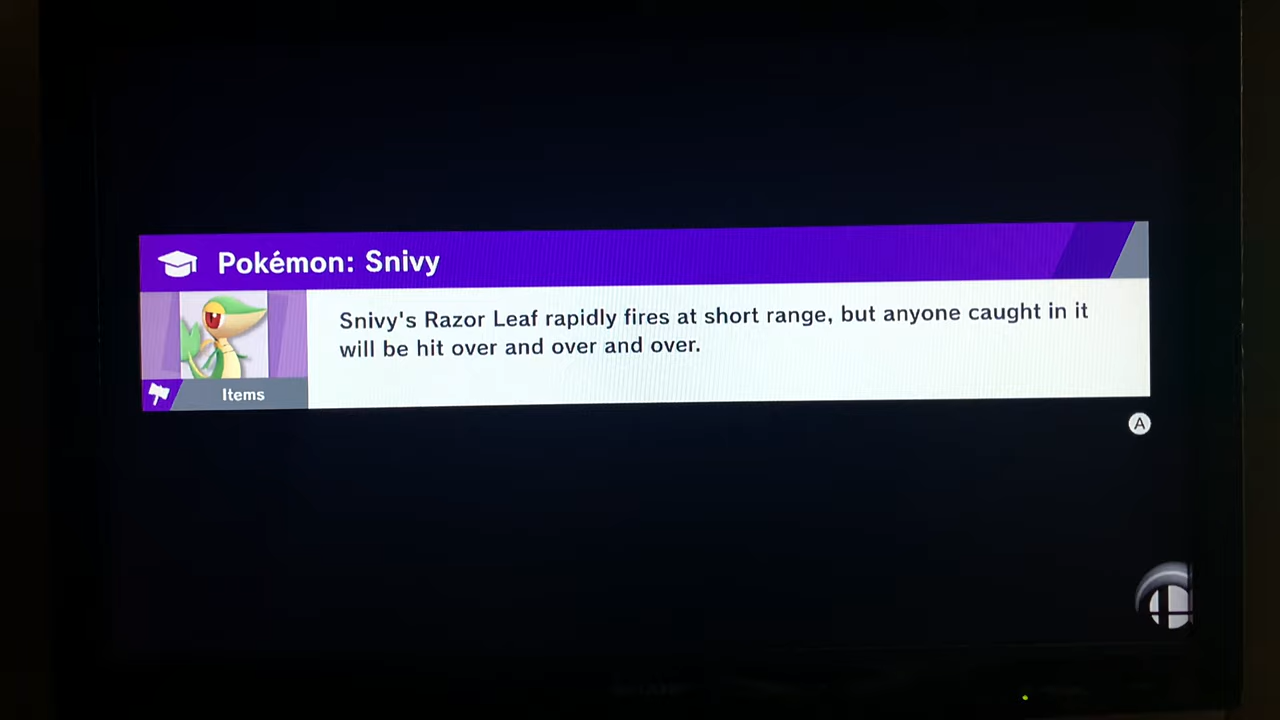 Pokémon: Snivy
Snivy's Razor Leaf rapidly fires at short range, but anyone caught in it
will be hit over and over and over.
Items
A